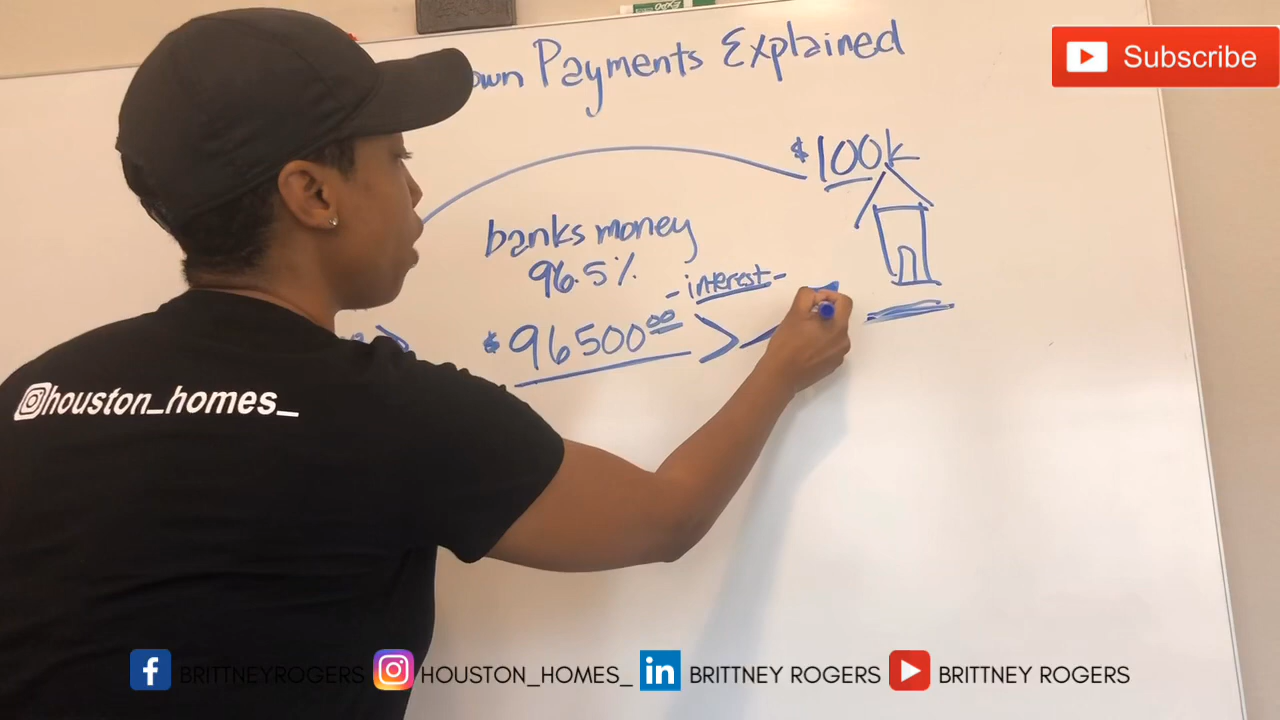 Subscribe
Payments Explained
$100k
banks money
96.5%
- interest -
$96500.00
@houston_homes_
BRITTNEYROGERS HOUSTON_HOMES_ BRITTNEY ROGERS BRITTNEY ROGERS